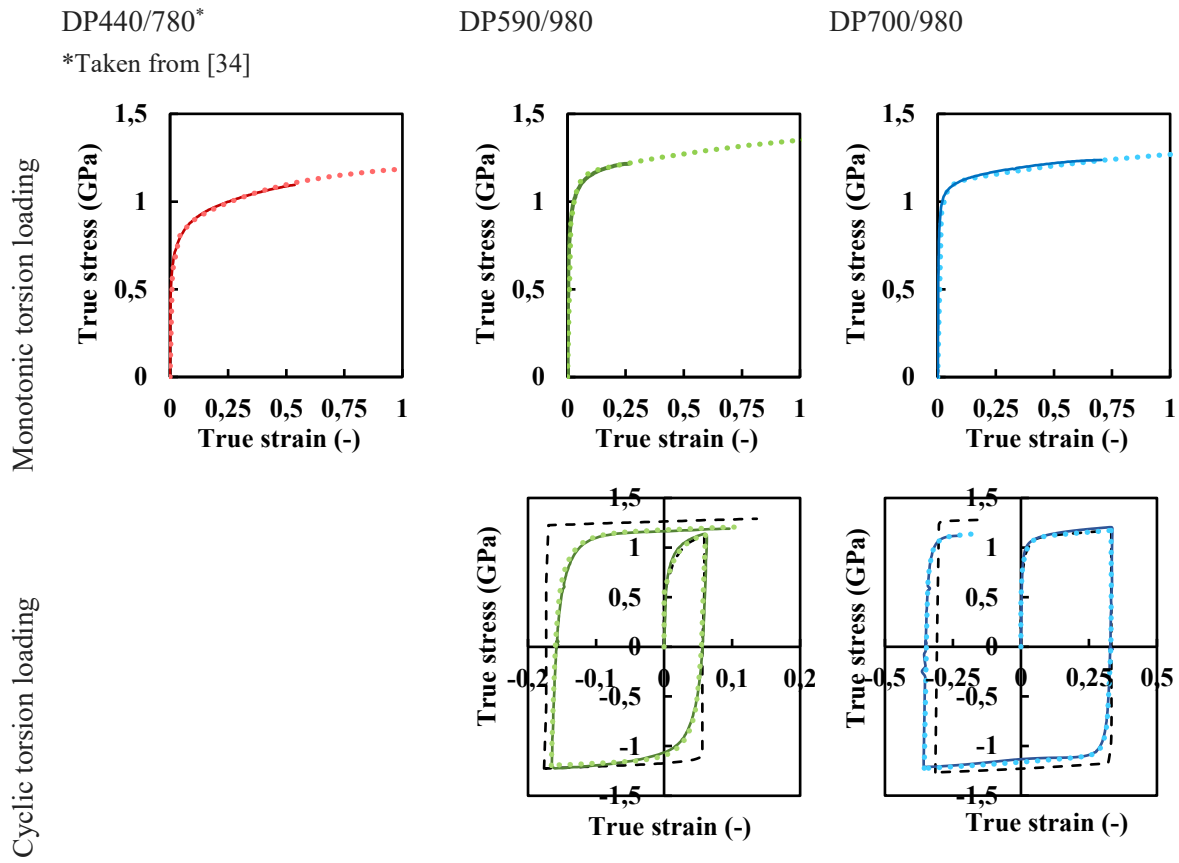 DP440/780*
DP590/980
DP700/980
*Taken from [34]
Monotonic torsion loading
True stress (GPa)
1,5
1
0,5
0
0 0,25 0,5 0,75 1
True strain (-)
True stress (GPa)
1,5
1
0,5
0
0 0,25 0,5 0,75 1
True strain (-)
True stress (GPa)
1,5
1
0,5
0
0 0,25 0,5 0,75 1
True strain (-)
Cyclic torsion loading
True stress (GPa)
1,5
1
0,5
0
-0,2 -0,1 0 0,1 0,2
-0,5
-1
-1,5
True strain (-)
True stress (GPa)
1,5
1
0,5
0
-0,5 -0,25 0 0,25 0,5
-0,5
-1
-1,5
True strain (-)